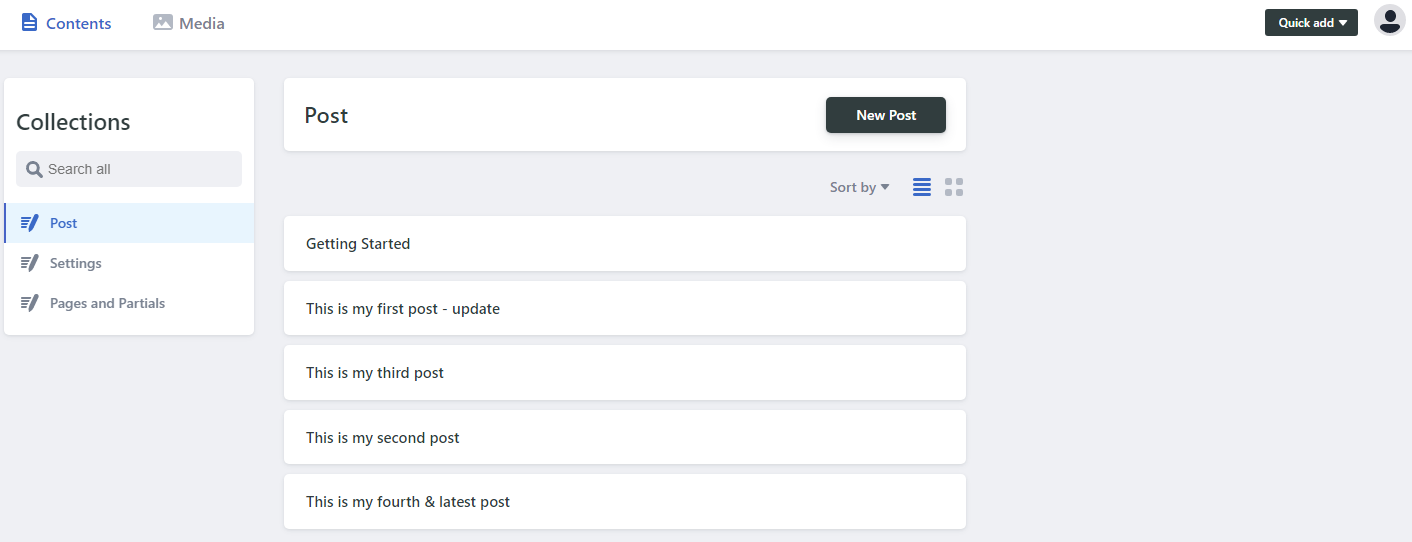 Contents
Media
Quick add
Collections
Search all
Post
Settings
Pages and Partials
Post
New Post
Sort by
Getting Started
This is my first post - update
This is my third post
This is my second post
This is my fourth & latest post